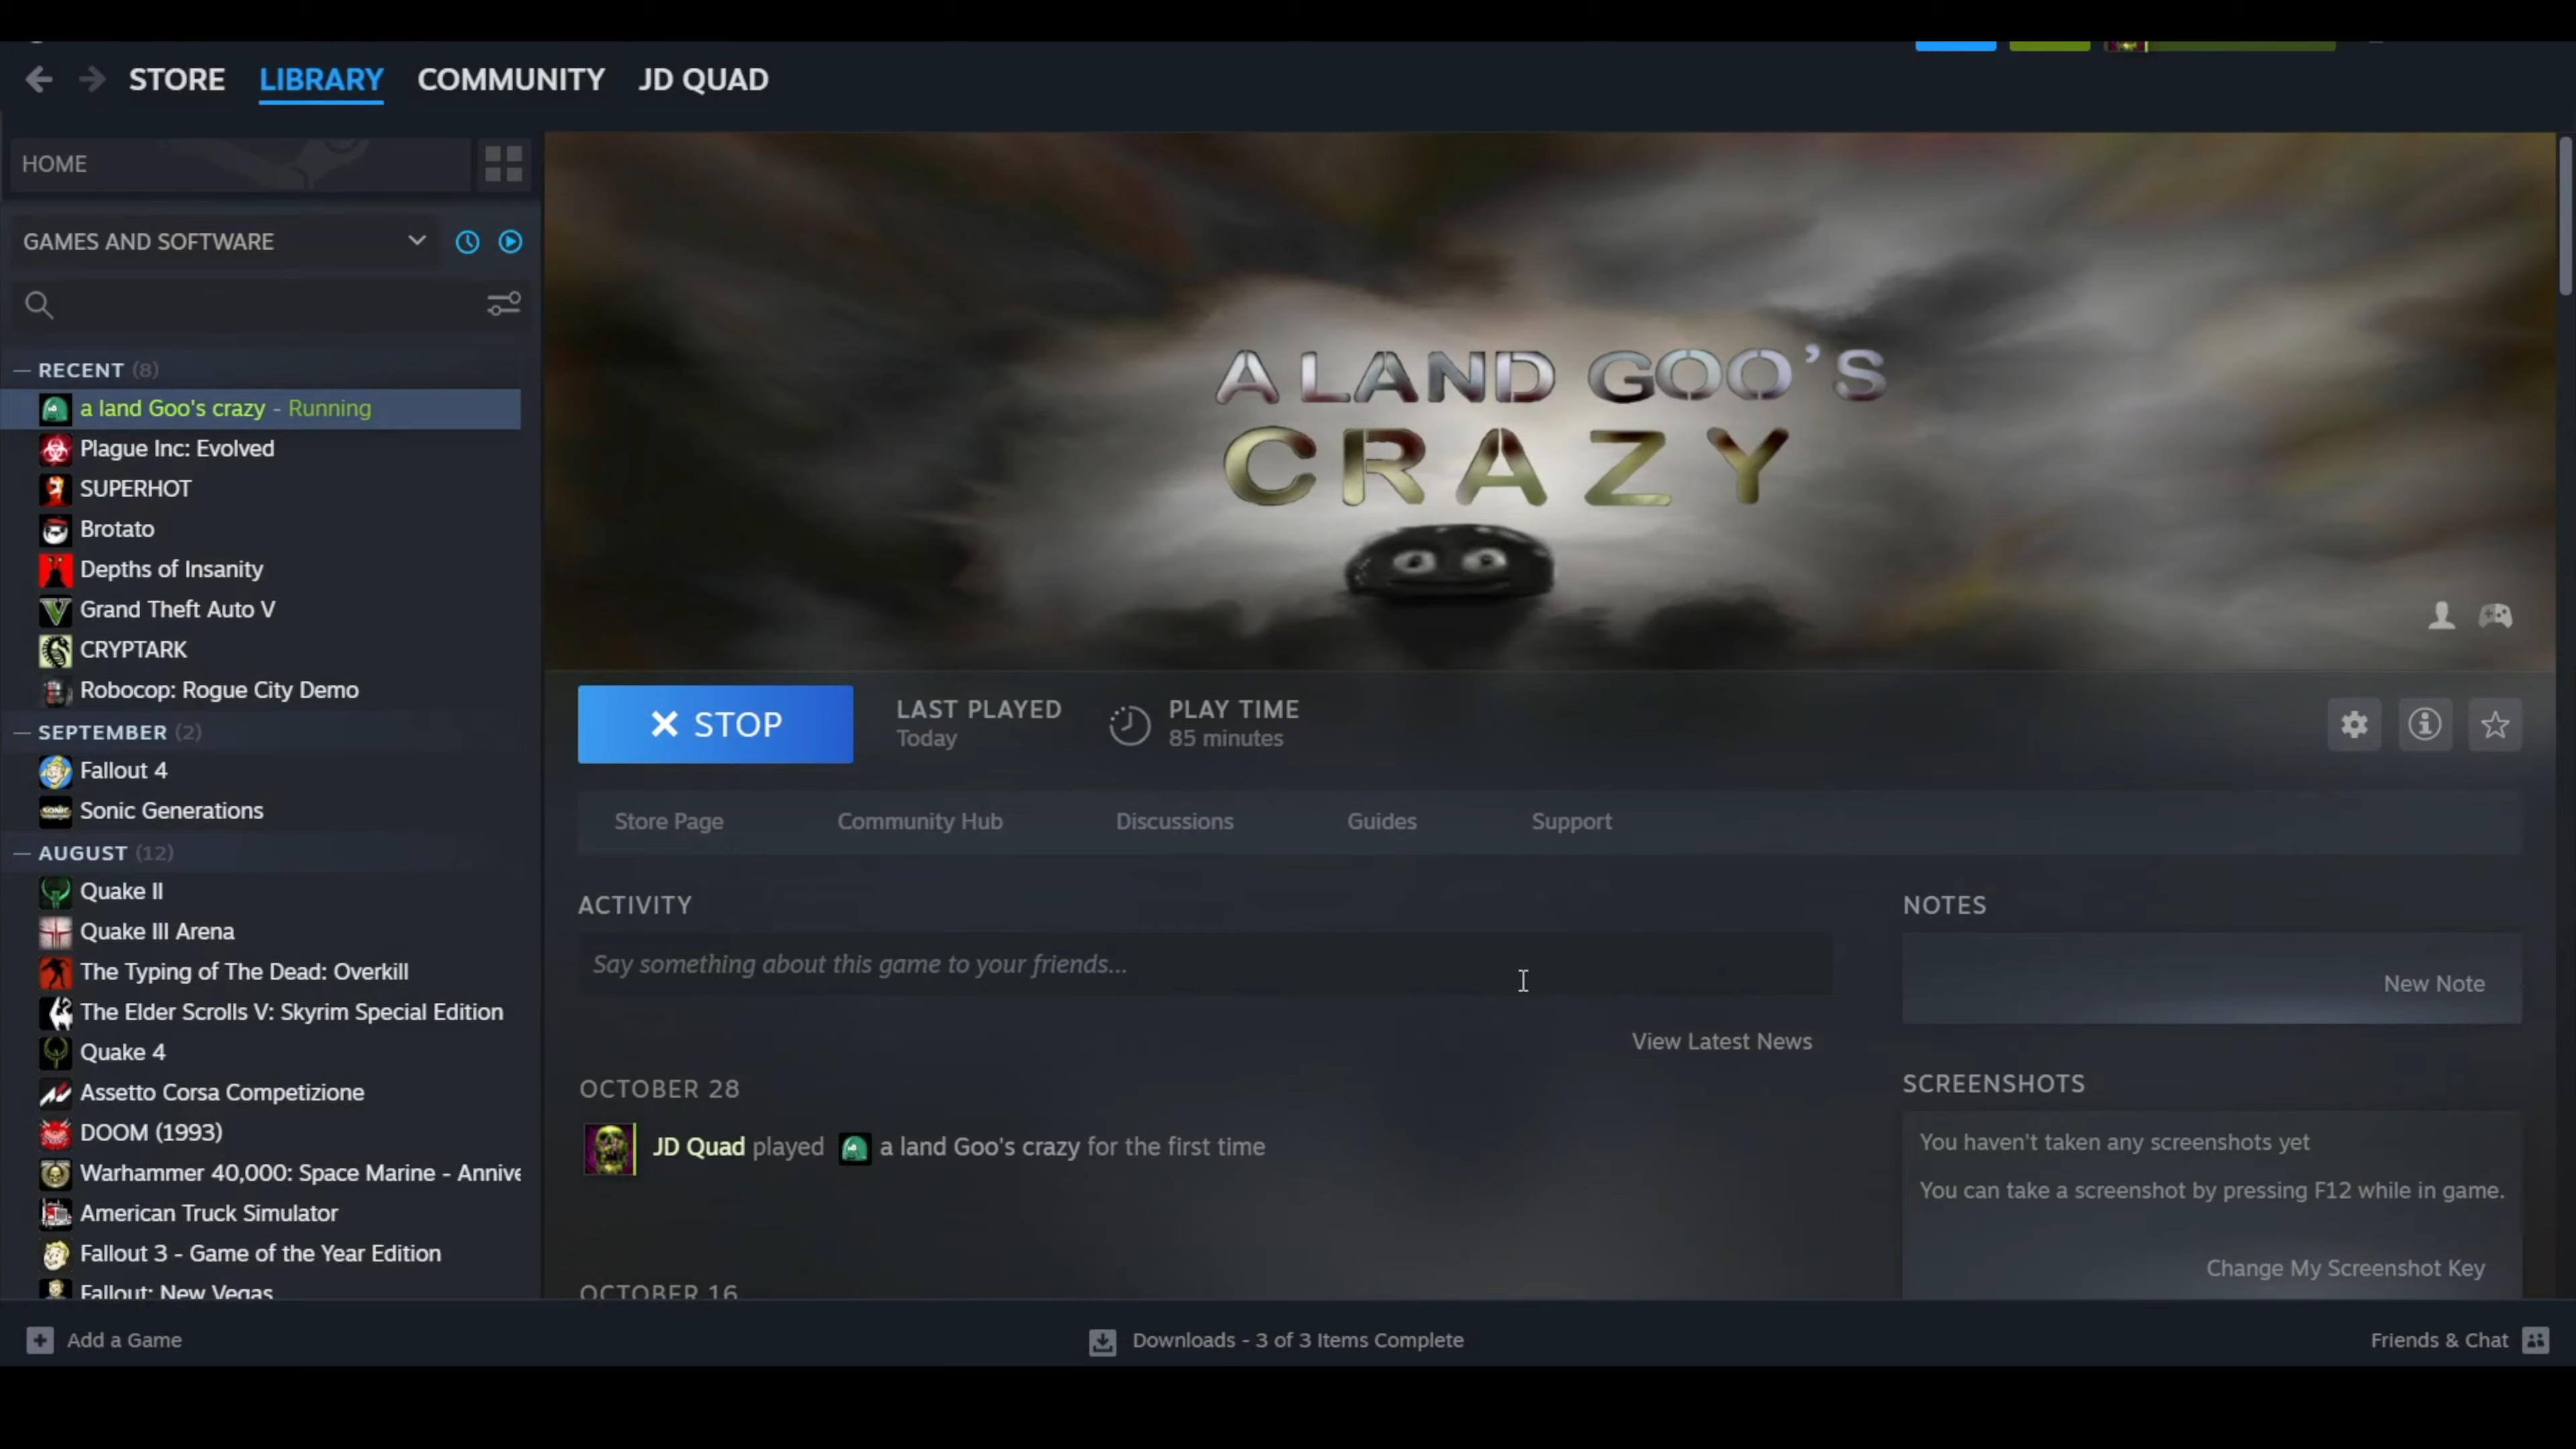 STORE LIBRARY COMMUNITY JD QUAD
HOME
GAMES AND SOFTWARE
RECENT (8)
a land Goo's crazy - Running
Plague Inc: Evolved
SUPERHOT
Brotato
Depths of Insanity
Grand Theft Auto V
CRYPTARK
Robocop: Rogue City Demo
SEPTEMBER (2)
Fallout 4
Sonic Generations
AUGUST (12)
Quake II
Quake III Arena
The Typing of The Dead: Overkill
The Elder Scrolls V: Skyrim Special Edition
Quake 4
Assetto Corsa Competizione
DOOM (1993)
Warhammer 40,000: Space Marine - Annive
American Truck Simulator
Fallout 3 - Game of the Year Edition
Fallout: New Vegas
A LAND GOO'S
CRAZY
STOP
LAST PLAYED
Today
PLAY TIME
85 minutes
Store Page Community Hub Discussions Guides Support
ACTIVITY
Say something about this game to your friends...
View Latest News
OCTOBER 28
JD Quad played a land Goo's crazy for the first time
OCTOBER 16
NOTES
New Note
SCREENSHOTS
You haven't taken any screenshots yet
You can take a screenshot by pressing F12 while in game.
Change My Screenshot Key
Add a Game
Downloads - 3 of 3 Items Complete
Friends & Chat